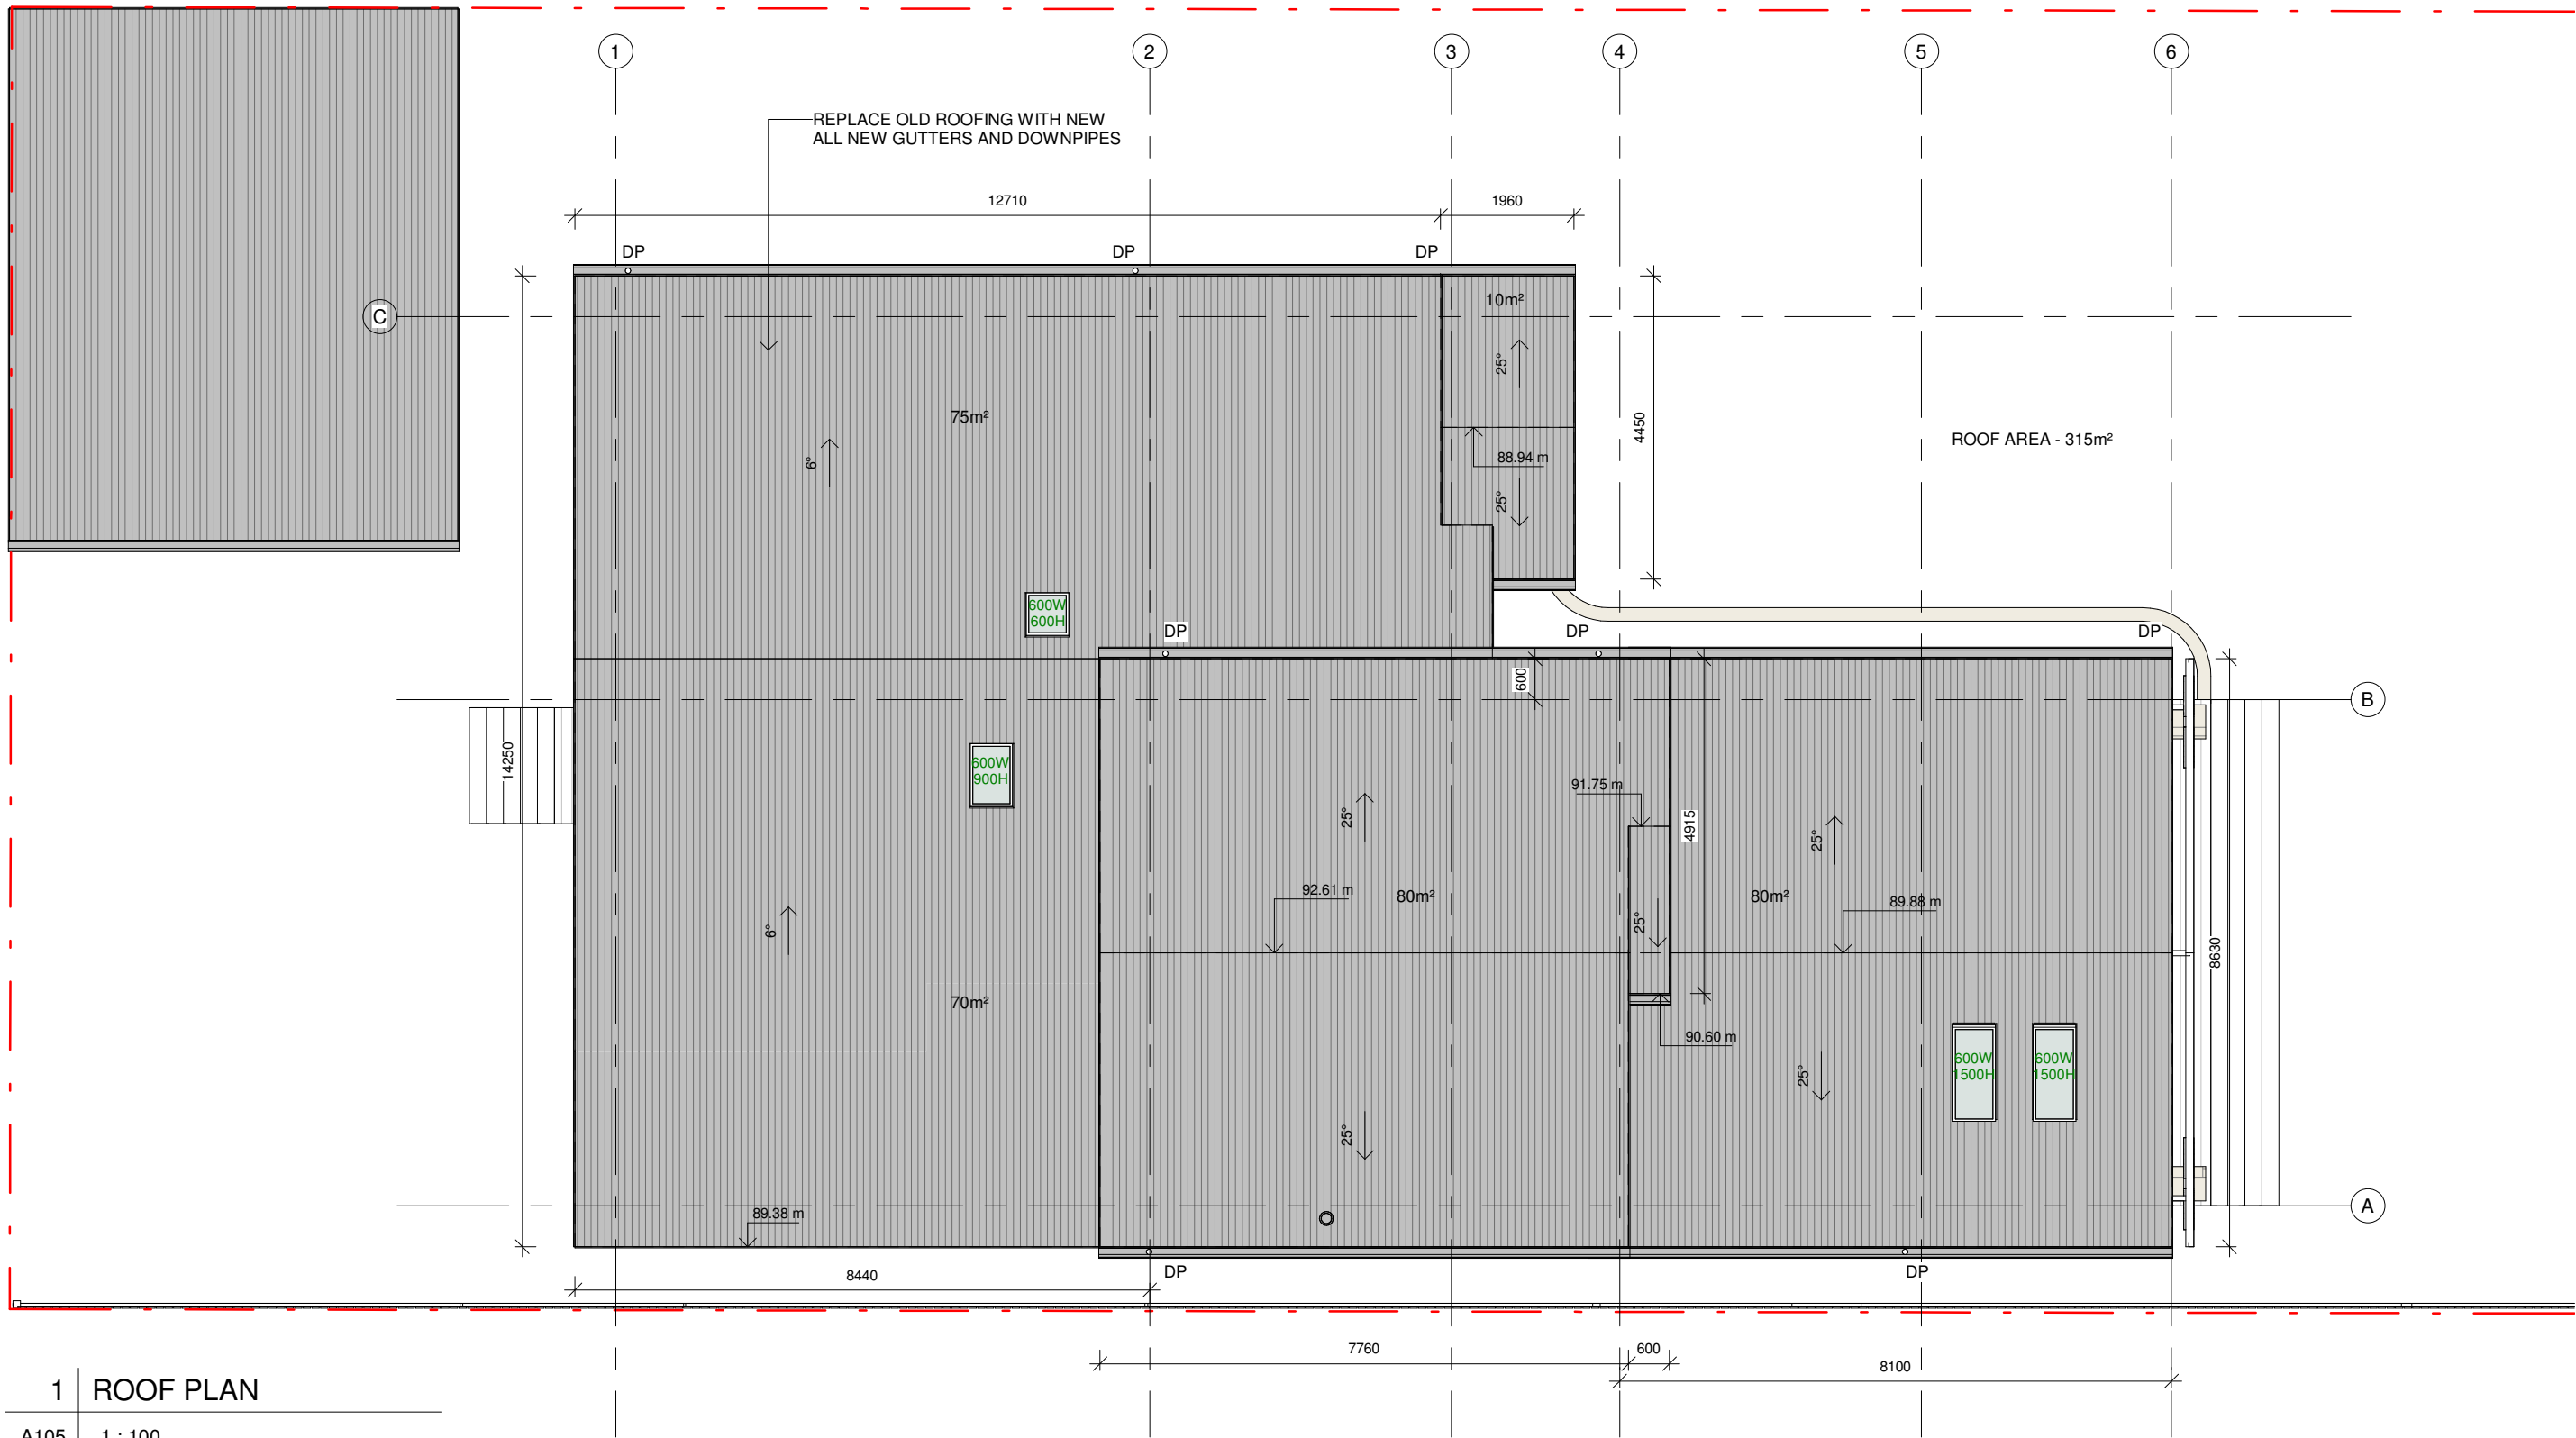 1
2
3
4
5
6
REPLACE OLD ROOFING WITH NEW
ALL NEW GUTTERS AND DOWNPIPES
12710
1960
DP
DP
DP
10m²
C
25°
75m²
4450
ROOF AREA - 315m²
6°
88.94 m
25°
600W
600H
DP
DP
DP
600
B
14250
600W
900H
91.75 m
25°
4915
25°
92.61 m
80m²
80m²
89.88 m
6°
25°
8630
70m²
90.60 m
600W
1500H
600W
1500H
25°
25°
89.38 m
A
8440
DP
DP
7760
600
8100
1
ROOF PLAN
A105
1 : 100